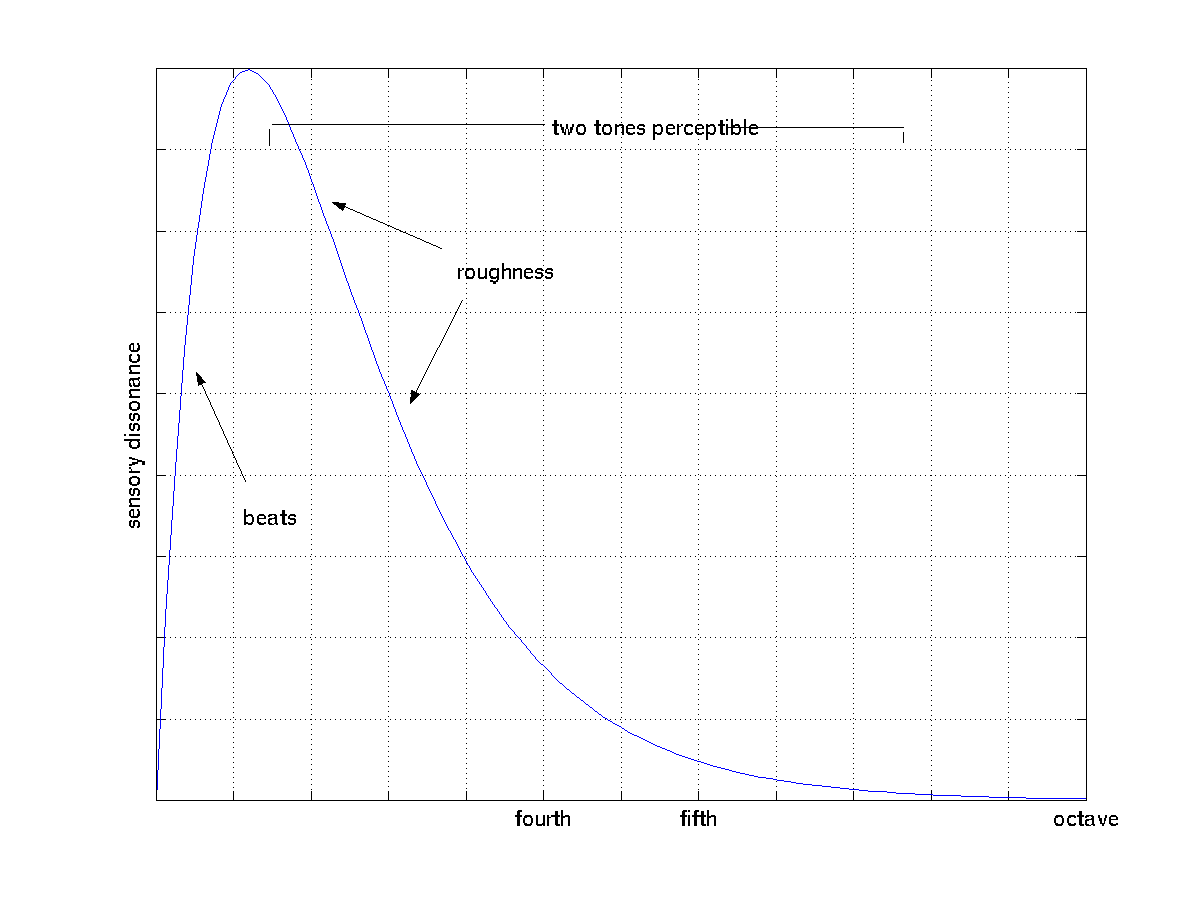 two tones perceptible
roughness
sensory dissonance
beats
fourth
fifth
octave